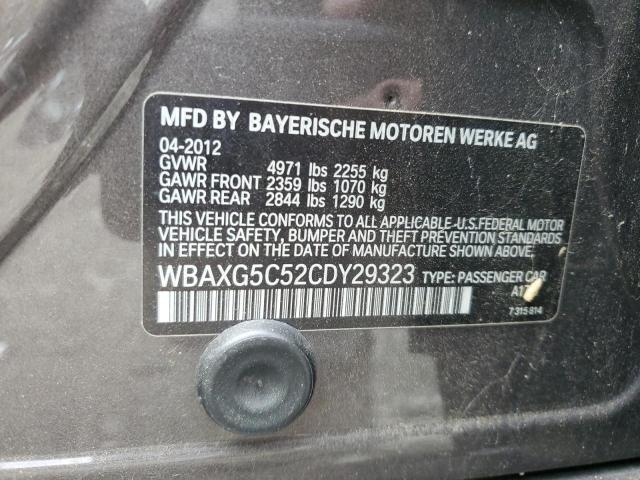 MFD BY BAYERISCHE MOTOREN WERKE AG
04-2012
GVWR 4971 lbs 2255 kg
GAWR FRONT 2359 lbs 1070 kg
GAWR REAR 2844 lbs 1290 kg
THIS VEHICLE CONFORMS TO ALL APPLICABLE-U.S.FEDERAL MOTOR
VEHICLE SAFETY, BUMPER AND THEFT PREVENTION STANDARDS
IN EFFECT ON THE DATE OF MANUFACTURE SHOWN ABOVE.
WBAXG5C52CDY29323 TYPE: PASSENGER CAR
7 315 814